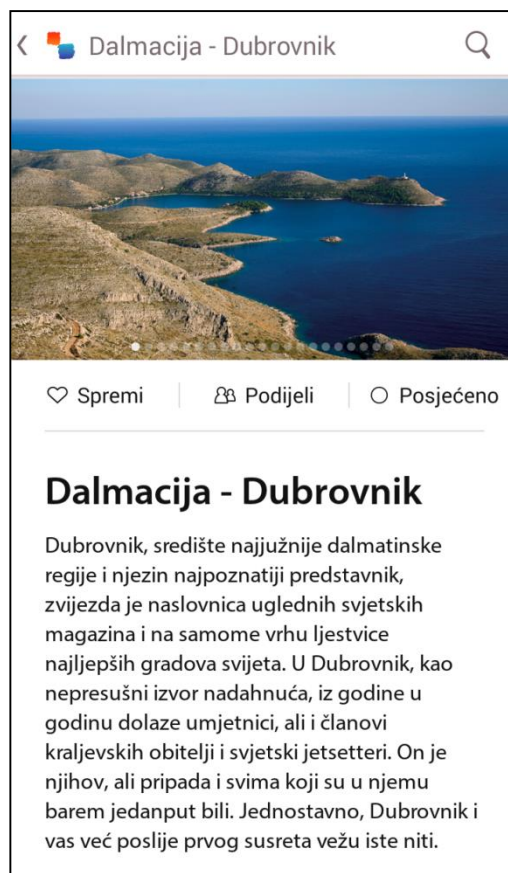 Dalmacija - Dubrovnik
Spremi
Podijeli
Posjećeno
Dalmacija - Dubrovnik
Dubrovnik, središte najjužnije dalmatinske
regije i njezin najpoznatiji predstavnik,
zvijezda je naslovnica uglednih svjetskih
magazina i na samome vrhu ljestvice
najljepših gradova svijeta. U Dubrovnik, kao
nepresušni izvor nadahnuća, iz godine u
godinu dolaze umjetnici, ali i članovi
kraljevskih obitelji i svjetski jetsetteri. On je
njihov, ali pripada i svima koji su u njemu
barem jedanput bili. Jednostavno, Dubrovnik i
vas već poslije prvog susreta vežu iste niti.